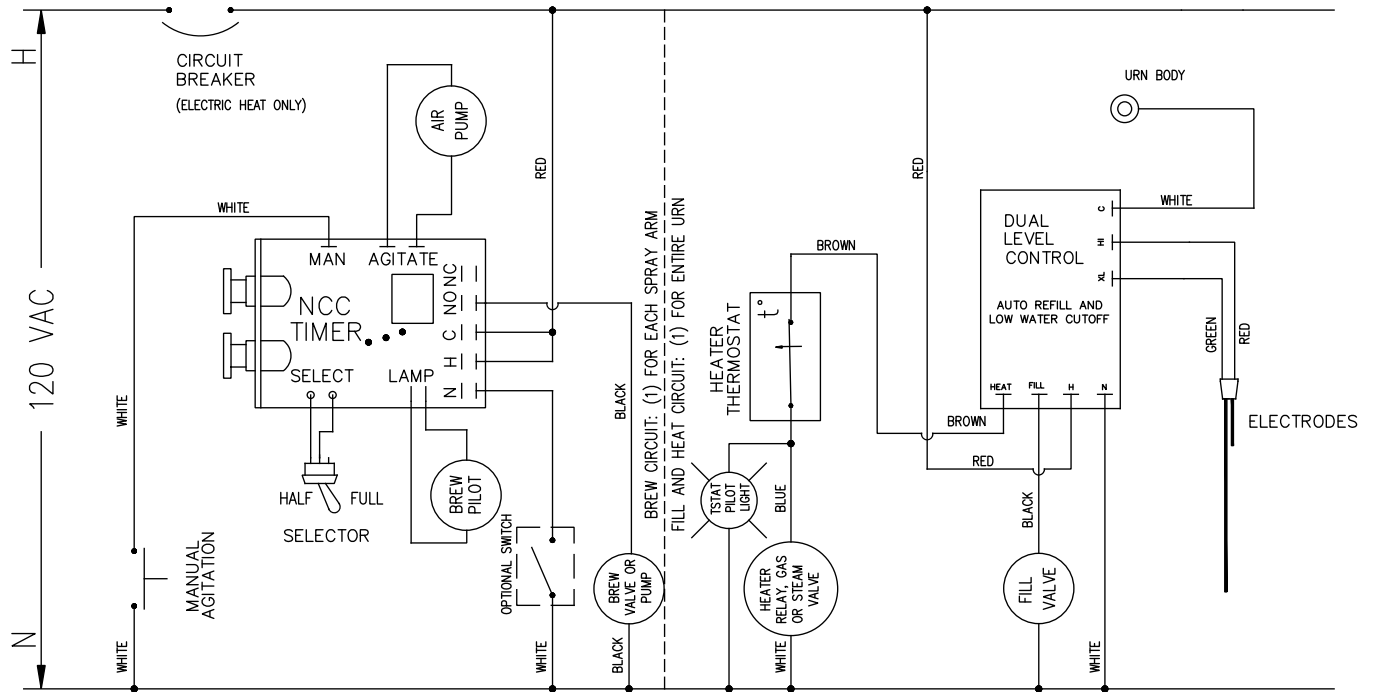 H
120 VAC
N
CIRCUIT
BREAKER
(ELECTRIC HEAT ONLY)
AIR
PUMP
RED
WHITE
WHITE
WHITE
MANUAL
AGITATION
MAN
AGITATE
NCC
TIMER
NC
NO
C
H
N
SELECT
LAMP
HALF
FULL
SELECTOR
BREW
PILOT
OPTIONAL SWITCH
WHITE
BLACK
BREW
VALVE OR
PUMP
BLACK
BREW CIRCUIT: (1) FOR EACH SPRAY ARM
FILL AND HEAT CIRCUIT: (1) FOR ENTIRE URN
HEATER
THERMOSTAT
t°
BROWN
TSTAT
PILOT
LIGHT
BLUE
HEATER
RELAY, GAS
OR STEAM
VALVE
WHITE
RED
URN BODY
WHITE
DUAL
LEVEL
CONTROL
C
HI
XL
AUTO REFILL AND
LOW WATER CUTOFF
HEAT
FILL
H
N
BROWN
RED
BLACK
FILL
VALVE
WHITE
GREEN
RED
ELECTRODES